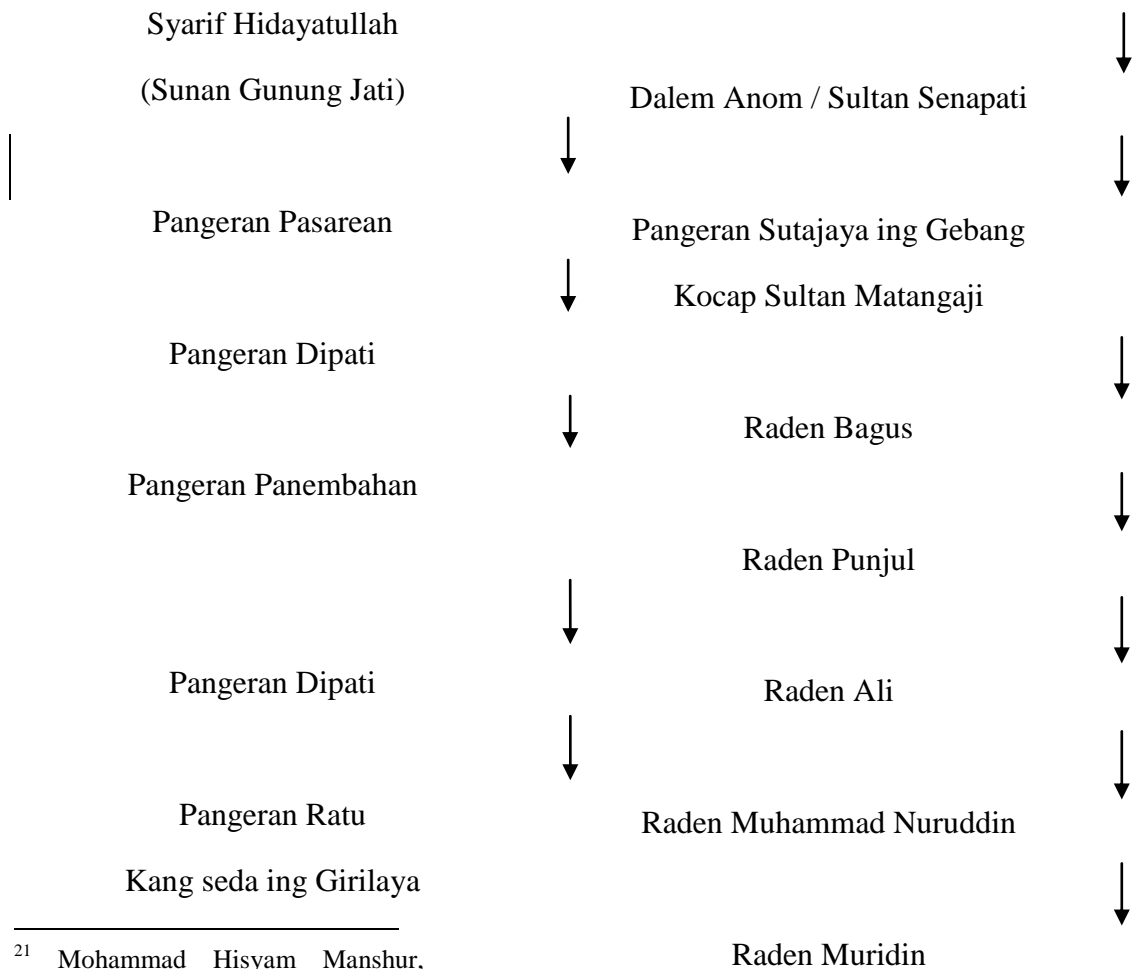 Syarif Hidayatullah
(Sunan Gunung Jati)
Pangeran Pasarean
Pangeran Dipati
Pangeran Panembahan
Pangeran Dipati
Pangeran Ratu
Kang seda ing Girilaya
21 Mohammad Hisyam Manshur,
Dalem Anom / Sultan Senapati
Pangeran Sutajaya ing Gebang
Kocap Sultan Matangaji
Raden Bagus
Raden Punjul
Raden Ali
Raden Muhammad Nuruddin
Raden Muridin